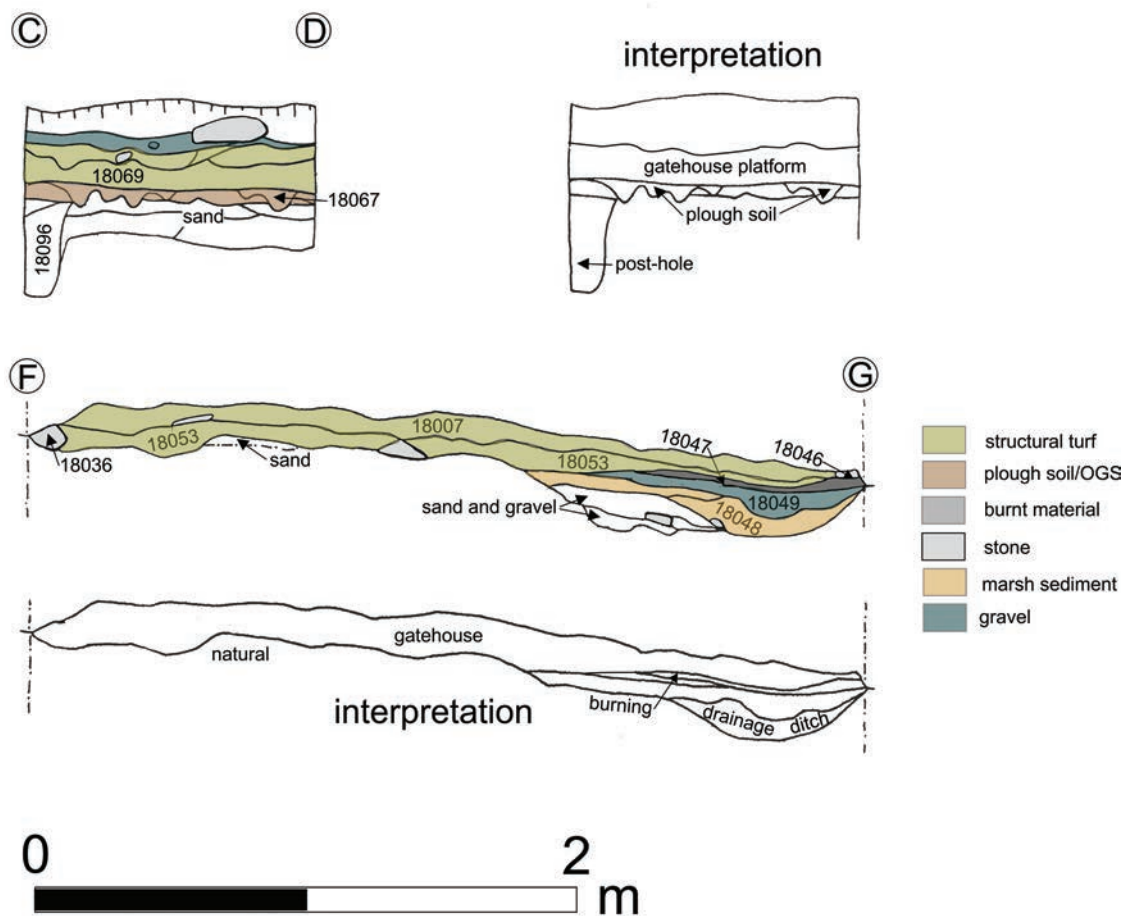 C
D
interpretation
18069
18067
sand
18096
gatehouse platform
plough soil
post-hole
F
G
18007
18053
18036
sand
18047
18046
18053
18049
sand and gravel
18048
structural turf
plough soil/OGS
burnt material
stone
marsh sediment
gravel
gatehouse
natural
interpretation
burning
drainage ditch
0
2
m